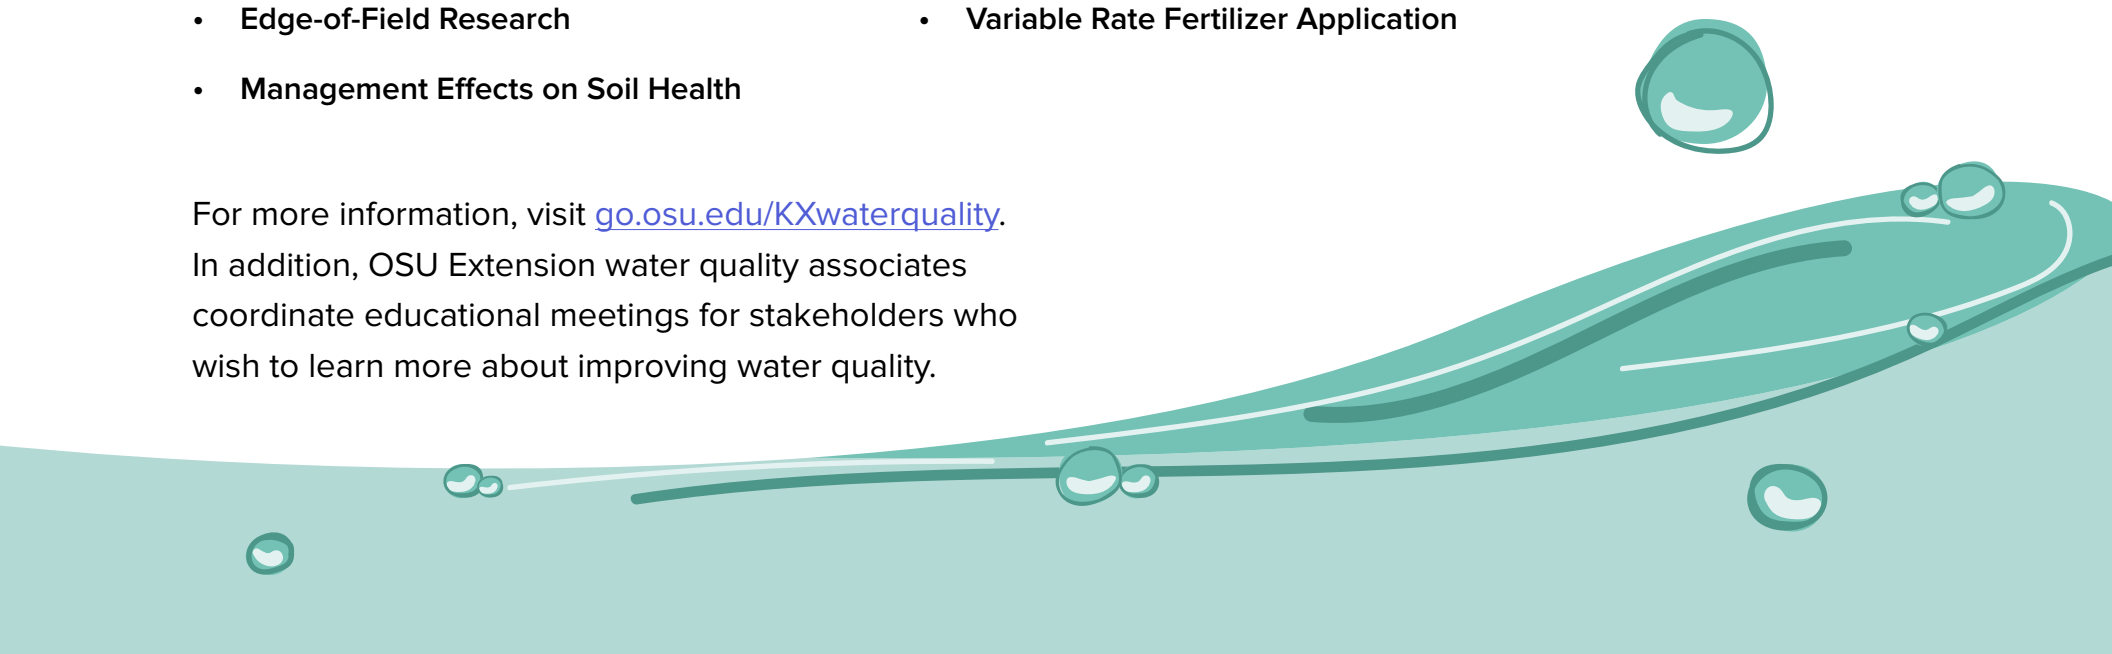 • Edge-of-Field Research
• Management Effects on Soil Health
• Variable Rate Fertilizer Application
For more information, visit go.osu.edu/KXwaterquality.
In addition, OSU Extension water quality associates
coordinate educational meetings for stakeholders who
wish to learn more about improving water quality.